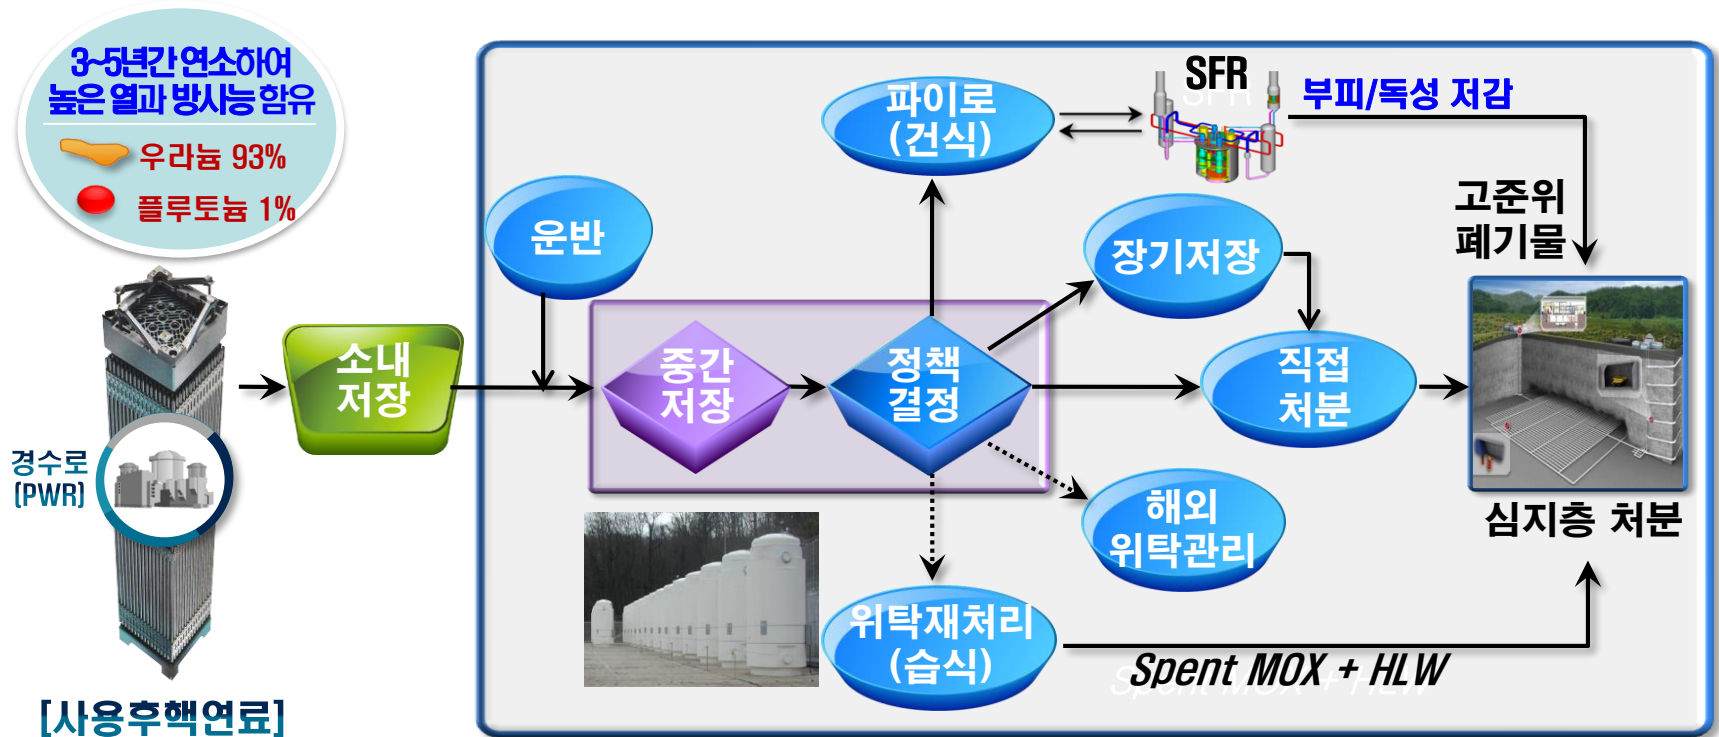 3~5년간 연소하여
높은 열과 방사능 함유
우라늄 93%
플루토늄 1%
경수로
(PWR)
[사용후핵연료]
소내
저장
운반
중간
저장
정책
결정
파이로
(건식)
SFR
부피/독성 저감
고준위
폐기물
장기저장
직접
처분
해외
위탁관리
위탁재처리
(습식)
Spent MOX + HLW
심지층 처분